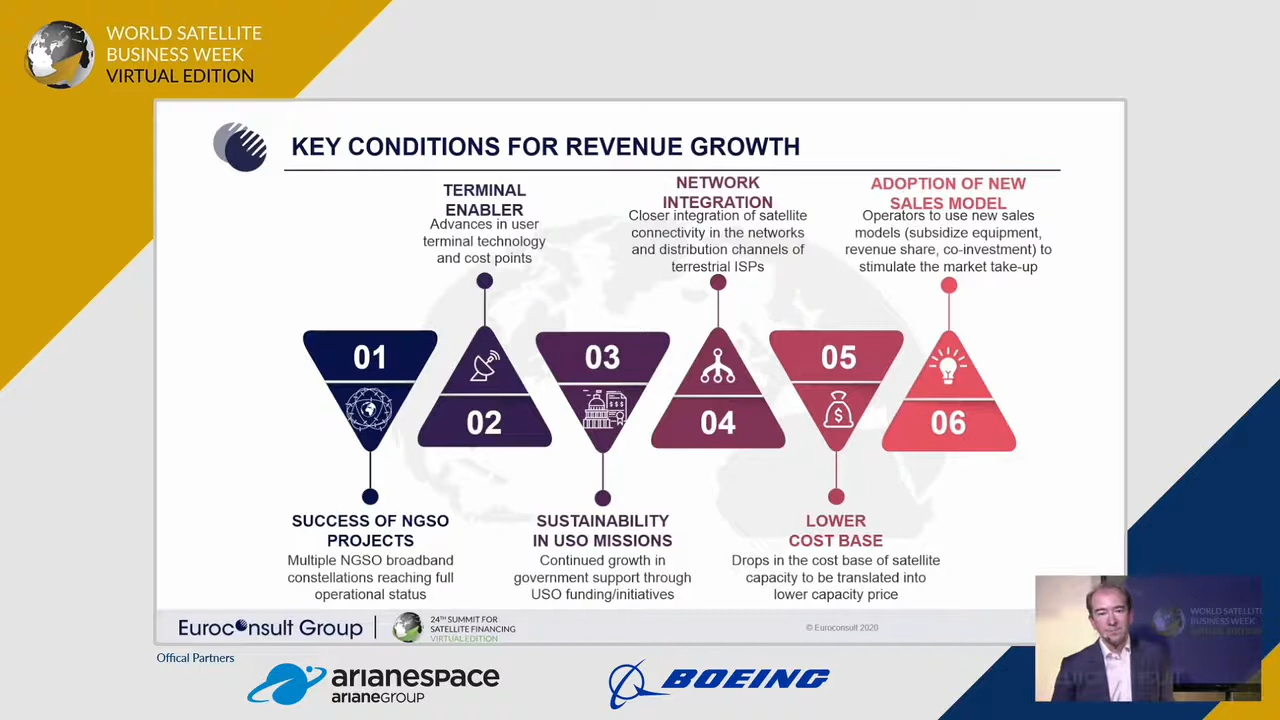 WORLD SATELLITE
BUSINESS WEEK
VIRTUAL EDITION
KEY CONDITIONS FOR REVENUE GROWTH
TERMINAL
ENABLER
Advances in user
terminal technology
and cost points
NETWORK
INTEGRATION
Closer integration of satellite
connectivity in the networks
and distribution channels of
terrestrial ISPs
ADOPTION OF NEW
SALES MODEL
Operators to use new sales
models (subsidize equipment,
revenue share, co-investment) to
stimulate the market take-up
01
02
03
04
05
06
$$$
$
SUCCESS OF NGSO
PROJECTS
Multiple NGSO broadband
constellations reaching full
operational status
SUSTAINABILITY
IN USO MISSIONS
Continued growth in
government support through
USO funding/initiatives
LOWER
COST BASE
Drops in the cost base of satellite
capacity to be translated into
lower capacity price
Euroconsult Group
24TH SUMMIT FOR
SATELLITE FINANCING
VIRTUAL EDITION
© Euroconsult 2020
Offical Partners
arianespace
arianeGROUP
BOEING
WORLD SATELLITE
BUSINESS WEEK
VIRTUAL EDITION